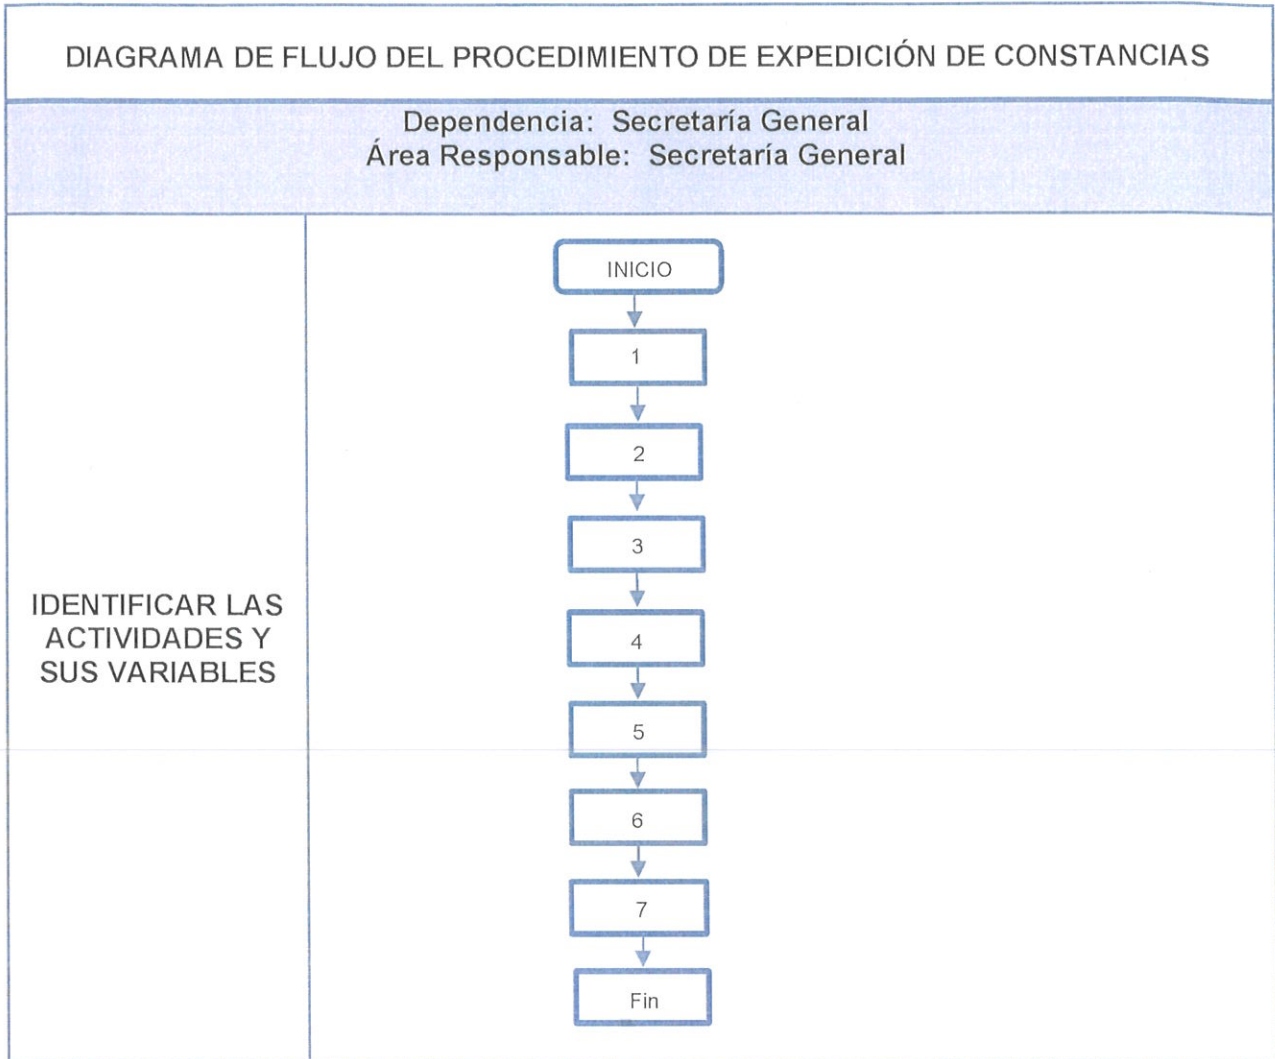 DIAGRAMA DE FLUJO DEL PROCEDIMIENTO DE EXPEDICIÓN DE CONSTANCIAS
Dependencia: Secretaría General
Área Responsable: Secretaría General
IDENTIFICAR LAS
ACTIVIDADES Y
SUS VARIABLES
INICIO
1
2
3
4
5
6
7
Fin